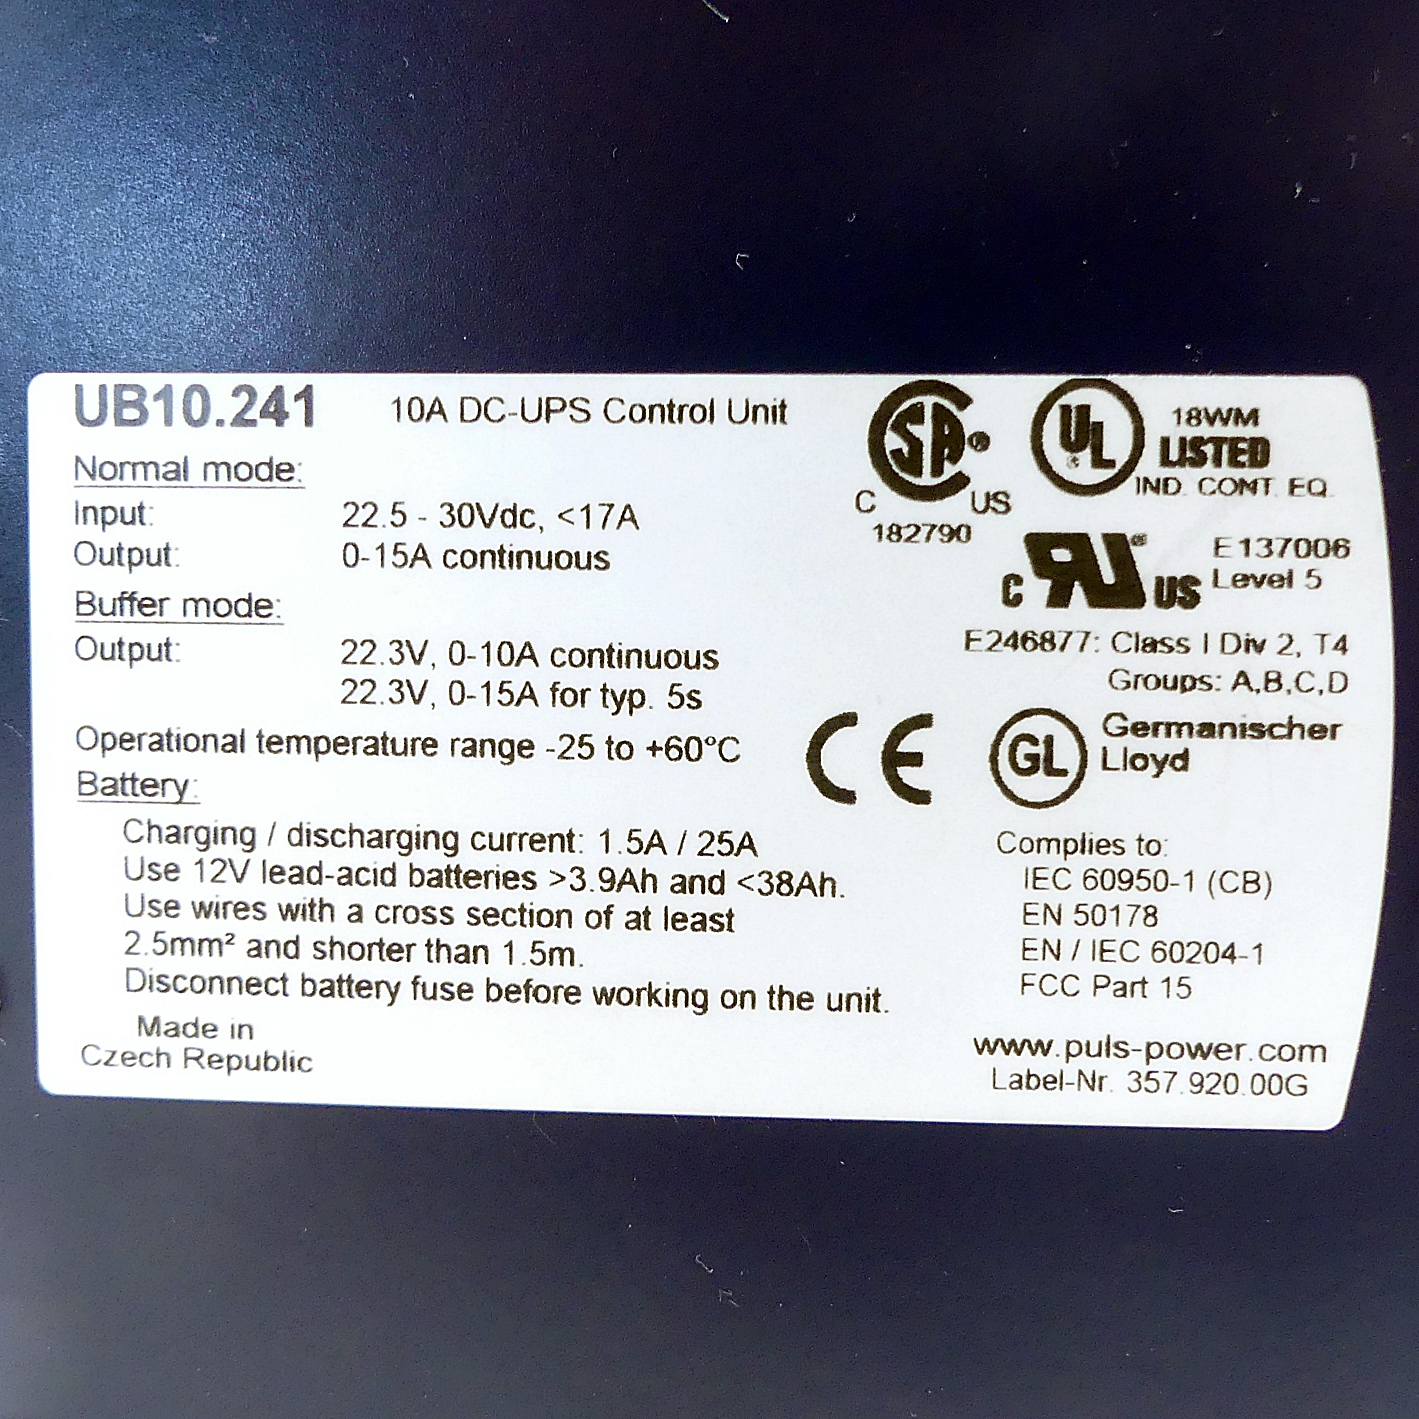 UB10.241 10A DC-UPS Control Unit
Normal mode:
Input: 22.5 - 30Vdc, <17A
Output: 0-15A continuous
Buffer mode:
Output: 22.3V, 0-10A continuous
22.3V, 0-15A for typ. 5s
Operational temperature range -25 to +60°C
Battery:
Charging / discharging current: 1.5A / 25A
Use 12V lead-acid batteries >3.9Ah and <38Ah.
Use wires with a cross section of at least
2.5mm² and shorter than 1.5m.
Disconnect battery fuse before working on the unit.
Made in
Czech Republic
SA ®
C US
182790
UL ®
18WM
LISTED
IND. CONT. EQ.
C RU ® US
E137006
Level 5
E246877: Class I Div 2, T4
Groups: A,B,C,D
CE
GL
Germanischer
Lloyd
Complies to:
IEC 60950-1 (CB)
EN 50178
EN / IEC 60204-1
FCC Part 15
www.puls-power.com
Label-Nr. 357.920.00G